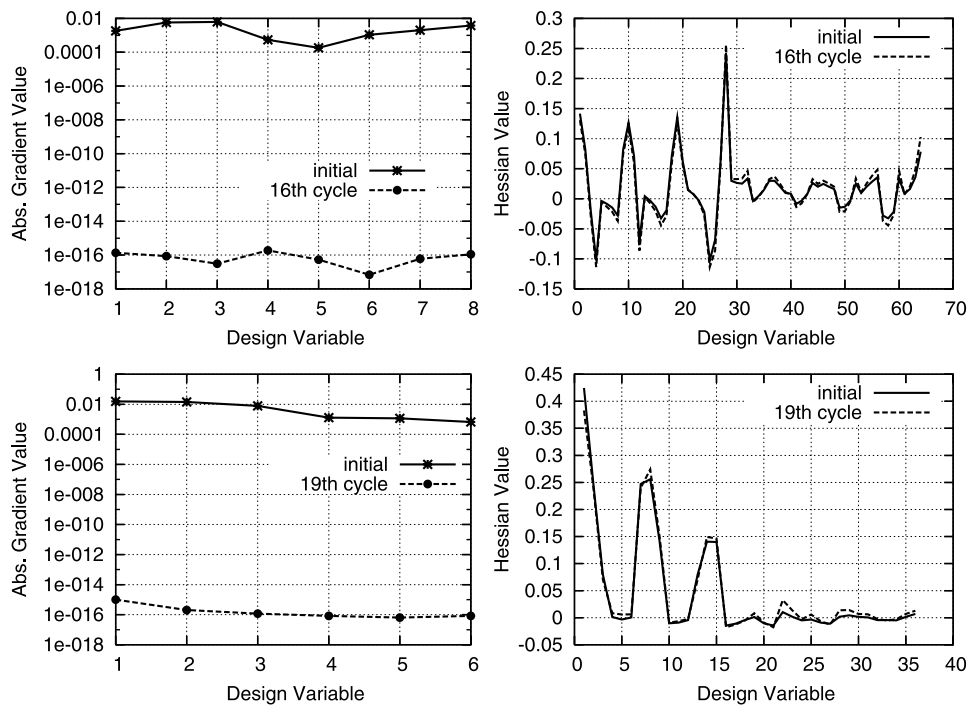 0.01
0.0001
1e-006
1e-008
1e-010
1e-012
1e-014
1e-016
1e-018
1 2 3 4 5 6 7 8
Abs. Gradient Value
Design Variable
initial
16th cycle
0.3
0.25
0.2
0.15
0.1
0.05
0
-0.05
-0.1
-0.15
0 10 20 30 40 50 60 70
Hessian Value
Design Variable
initial
16th cycle
1
0.01
0.0001
1e-006
1e-008
1e-010
1e-012
1e-014
1e-016
1e-018
1 2 3 4 5 6
Abs. Gradient Value
Design Variable
initial
19th cycle
0.45
0.4
0.35
0.3
0.25
0.2
0.15
0.1
0.05
0
-0.05
0 5 10 15 20 25 30 35 40
Hessian Value
Design Variable
initial
19th cycle